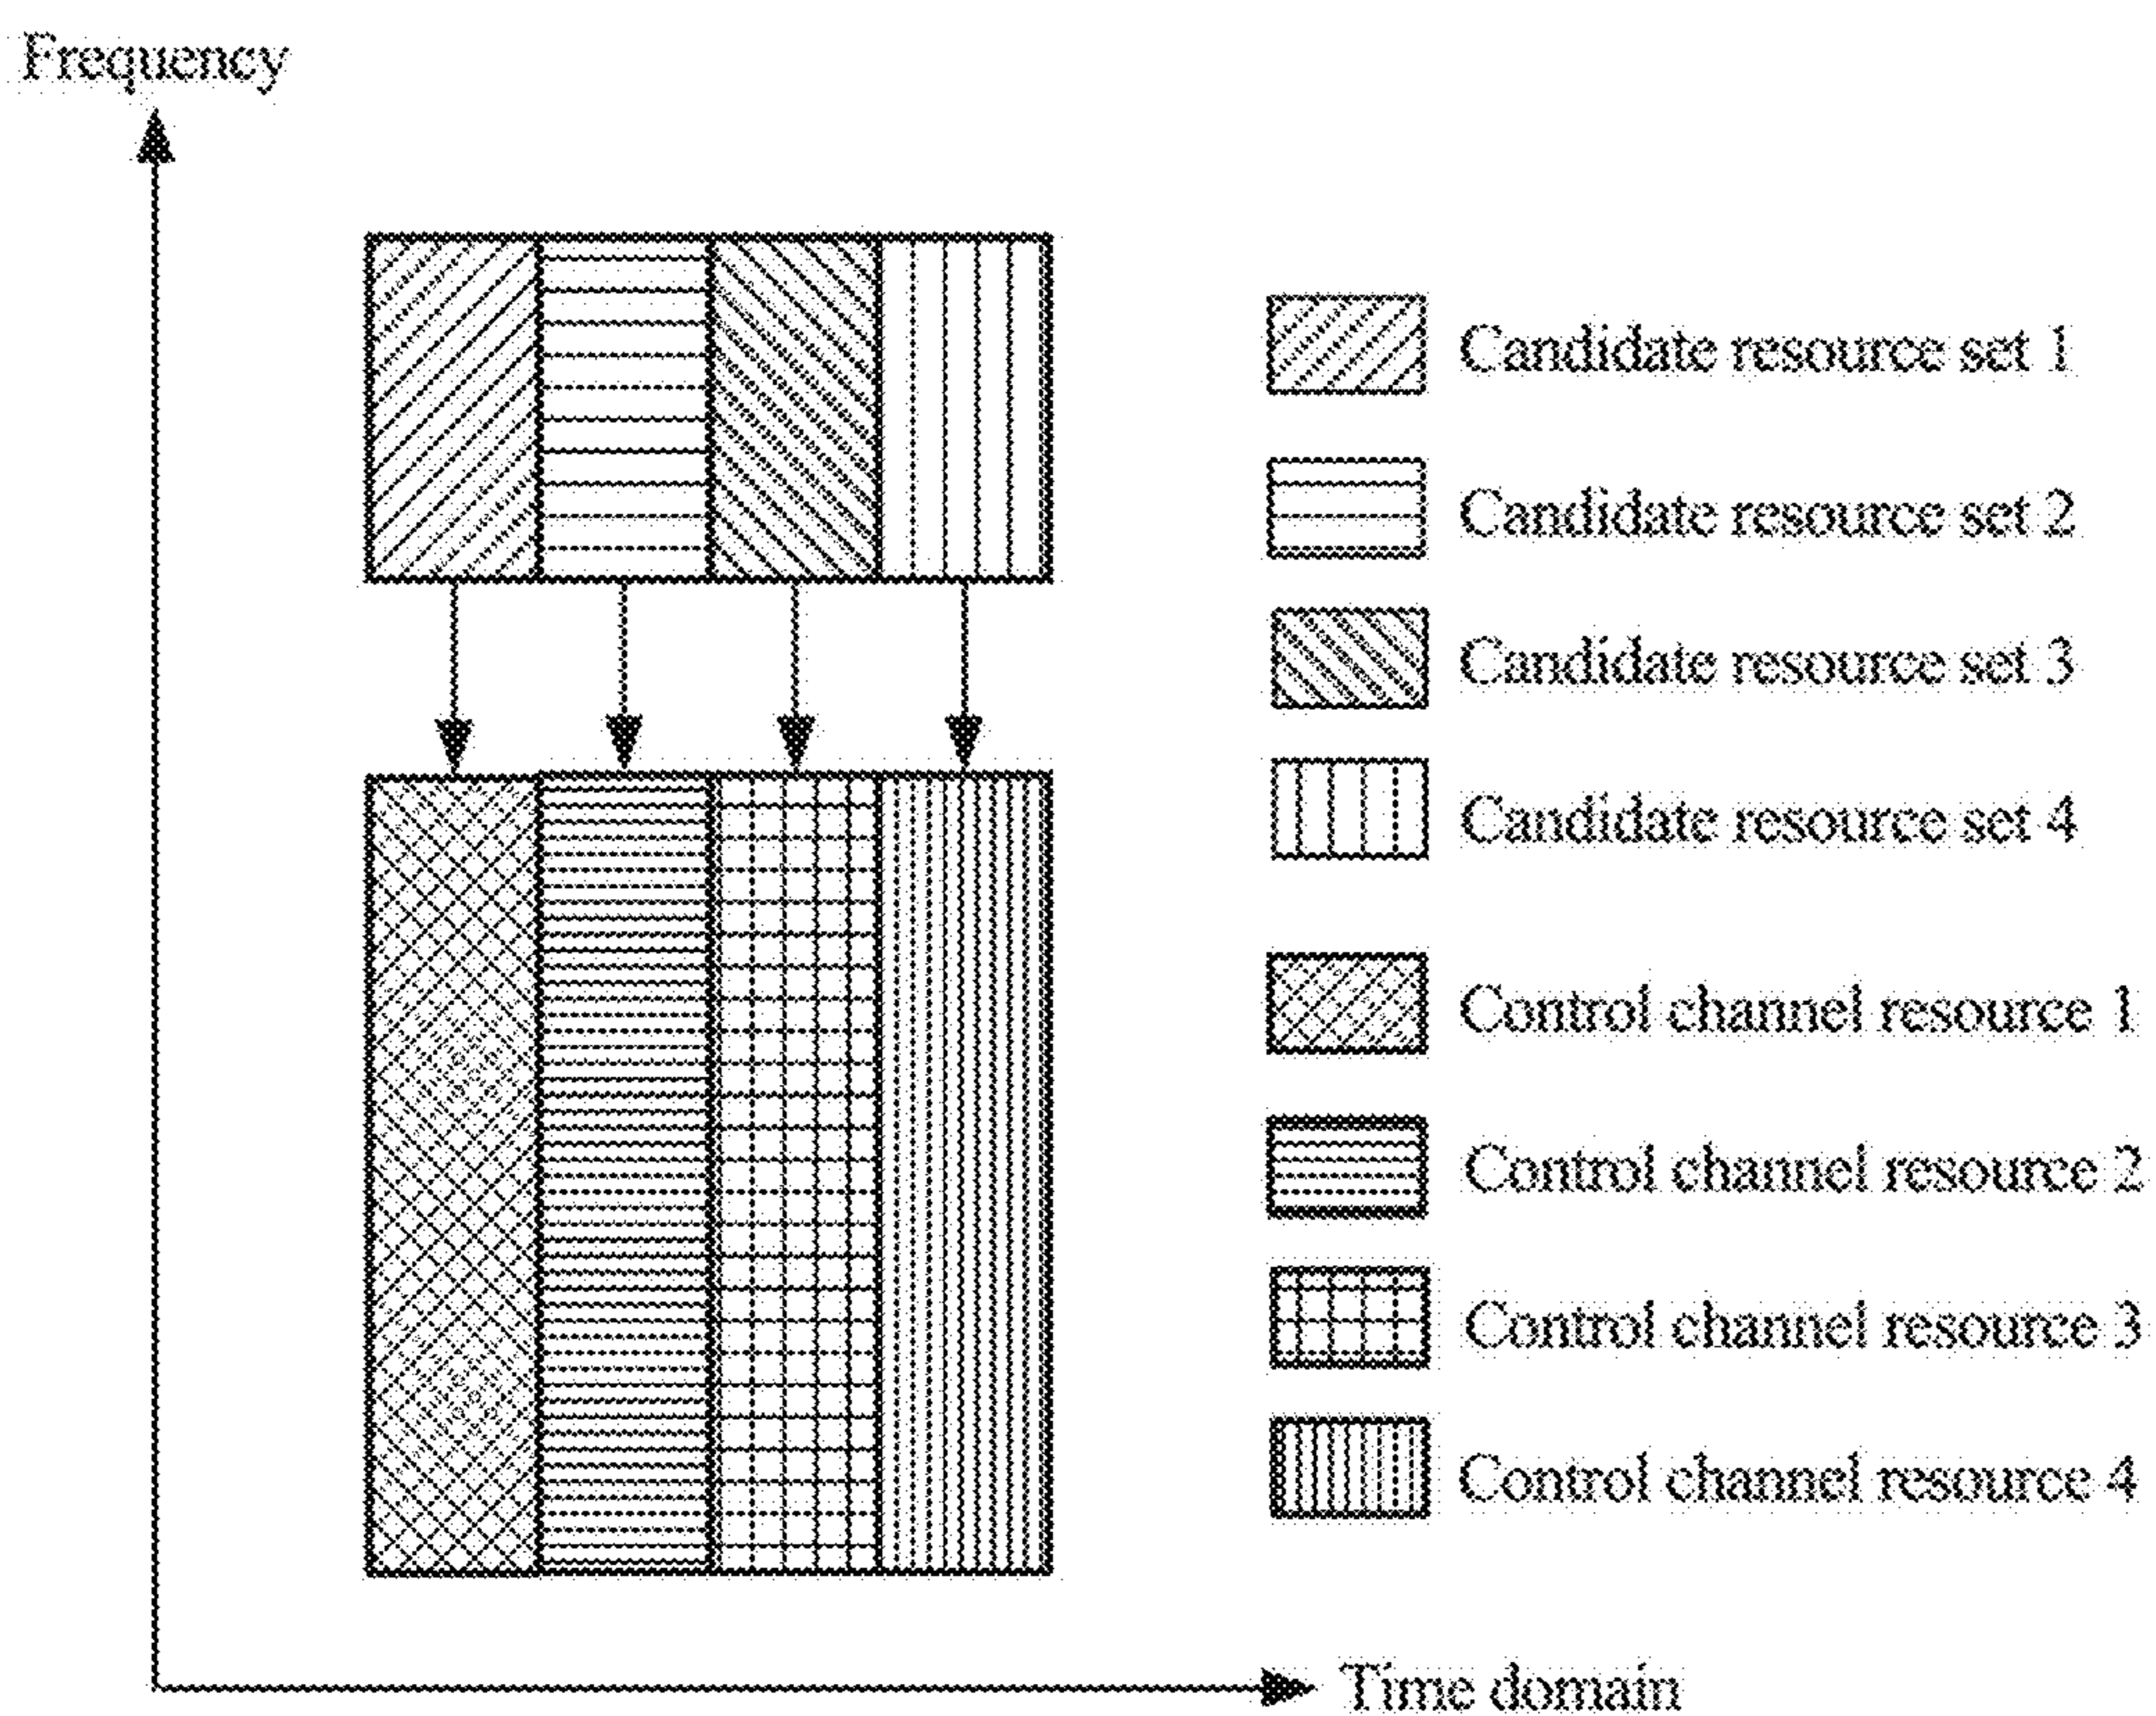 Frequency
Candidate resource set 1
Candidate resource set 2
Candidate resource set 3
Candidate resource set 4
Control channel resource 1
Control channel resource 2
Control channel resource 3
Control channel resource 4
Time domain